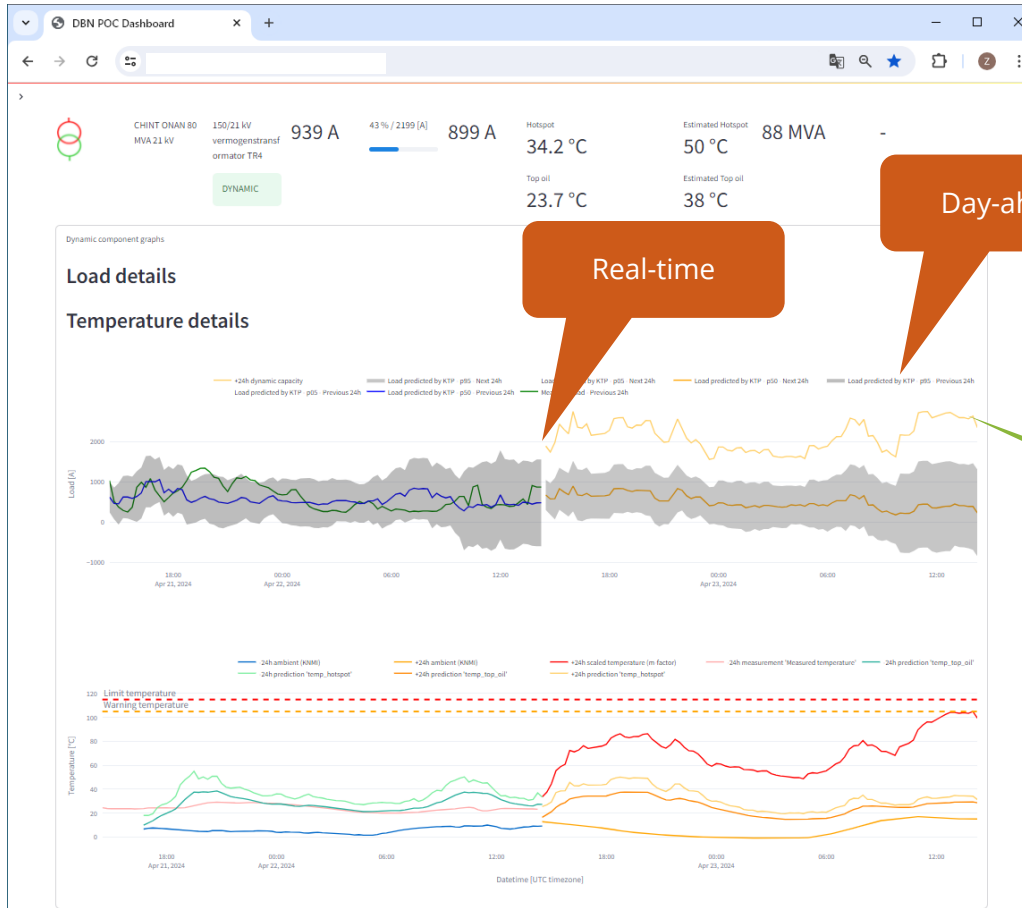 DBN POC Dashboard
Z
CHINT ONAN 80
MVA 21 kV
150/21 kV
vermogenstransf
ormator TR4
DYNAMIC
939 A
43 % / 2199 [A]
899 A
Hotspot
34.2 °C
Top oil
23.7 °C
Estimated Hotspot
50 °C
Estimated Top oil
38 °C
88 MVA
-
Day-ah
Real-time
Dynamic component graphs
Load details
Temperature details
+24h dynamic capacity
Load predicted by KTP p95 Next 24h
Loa
by KTP p05 Next 24h
Load predicted by KTP p50 Next 24h
Load predicted by KTP p95 Previous 24h
Load predicted by KTP p05 Previous 24h
Load predicted by KTP p50 Previous 24h
Previous 24h
Load [A]
2000
1000
0
−1000
18:00
Apr 21, 2024
00:00
Apr 22, 2024
06:00
12:00
18:00
00:00
Apr 23, 2024
06:00
12:00
24h ambient (KNMI)
+24h ambient (KNMI)
+24h scaled temperature (m factor)
24h measurement 'Measured temperature'
24h prediction 'temp_top_oil'
24h prediction 'temp_hotspot'
+24h prediction 'temp_top_oil'
+24h prediction 'temp_hotspot'
Limit temperature
Warning temperature
Temperature [°C]
120
100
80
60
40
20
0
18:00
Apr 21, 2024
00:00
Apr 22, 2024
06:00
12:00
18:00
00:00
Apr 23, 2024
06:00
12:00
Datetime [UTC timezone]